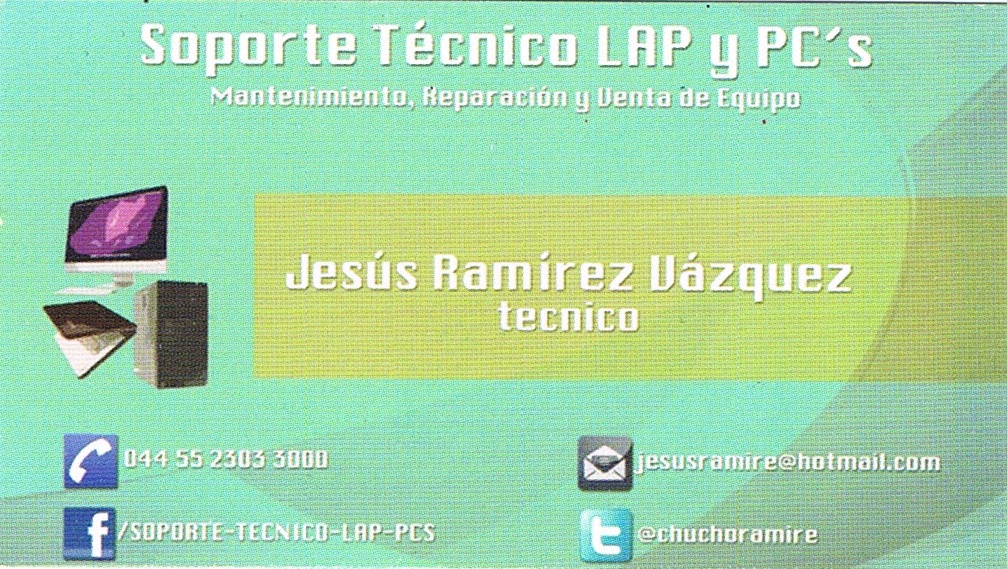 Soporte Técnico LAP y PC´s
Mantenimiento, Reparación y Venta de Equipo
Jesús Ramírez Vázquez
tecnico
044 55 2303 3000
jesusramire@hotmail.com
/SOPORTE-TECNICO-LAP-PCS
@chuchoramire